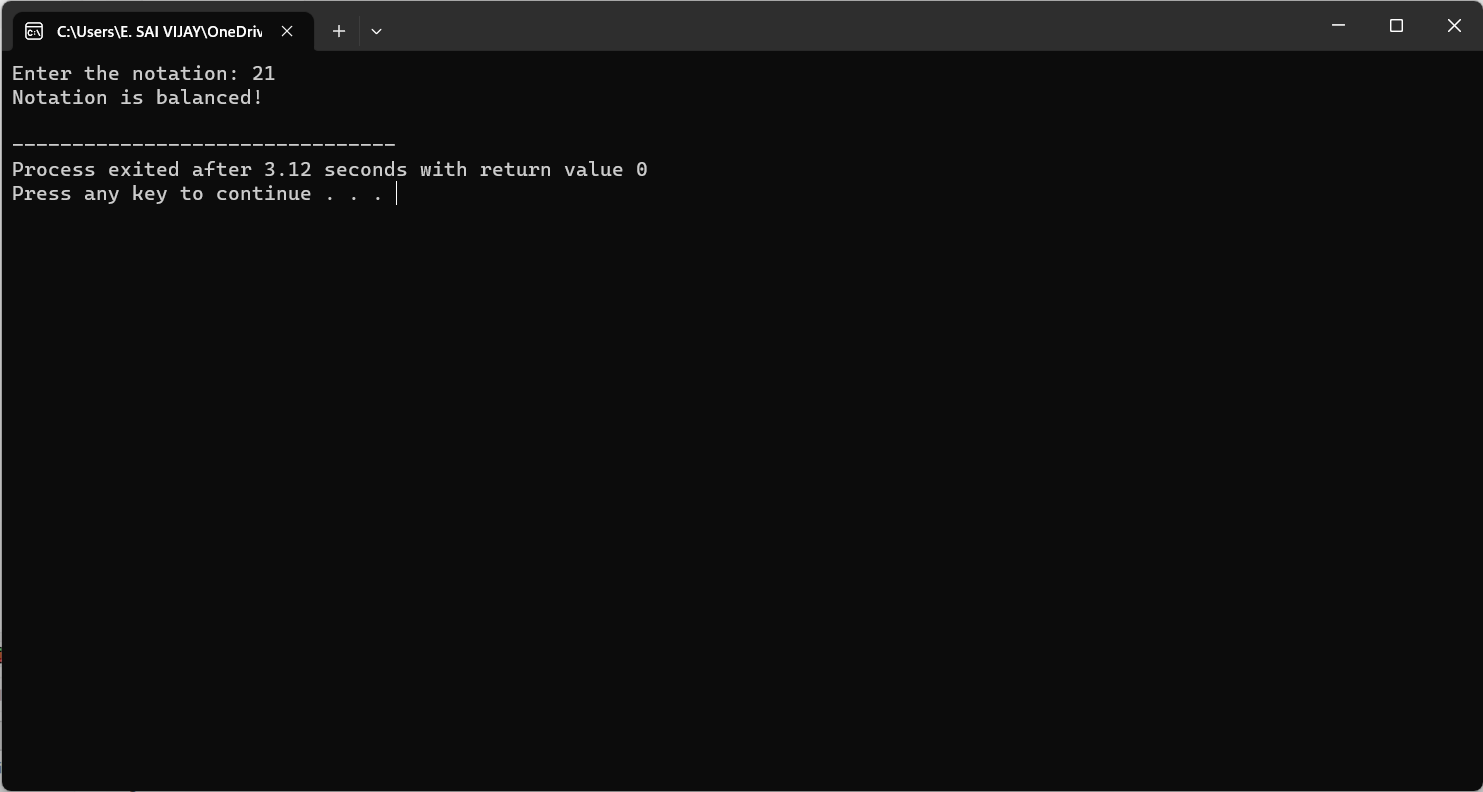 C:\Users\E. SAI VIJAY\OneDriv
Enter the notation: 21
Notation is balanced!
--------------------------------
Process exited after 3.12 seconds with return value 0
Press any key to continue . . .